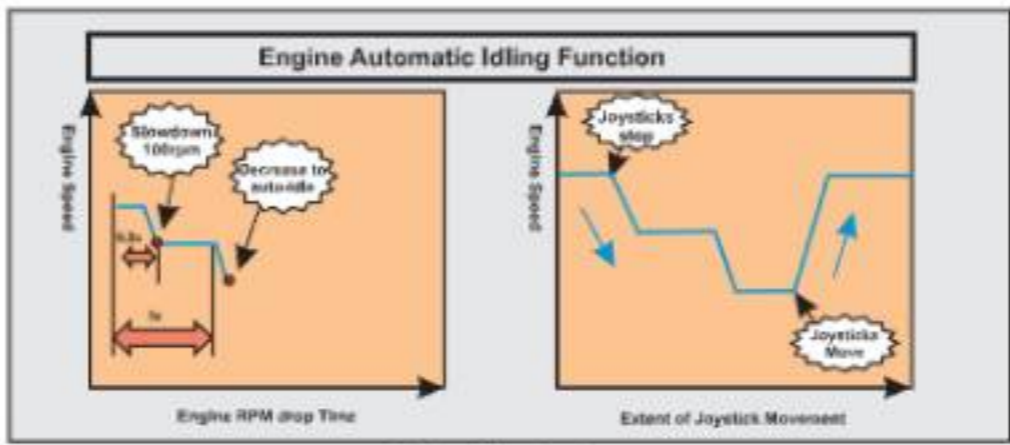 Engine Automatic Idling Function
Engine Speed
Slowdown
100rpm
Decrease to
auto-idle
Engine RPM drop Time
Engine Speed
Joysticks
stop
Joysticks
Move
Extent of Joystick Movement